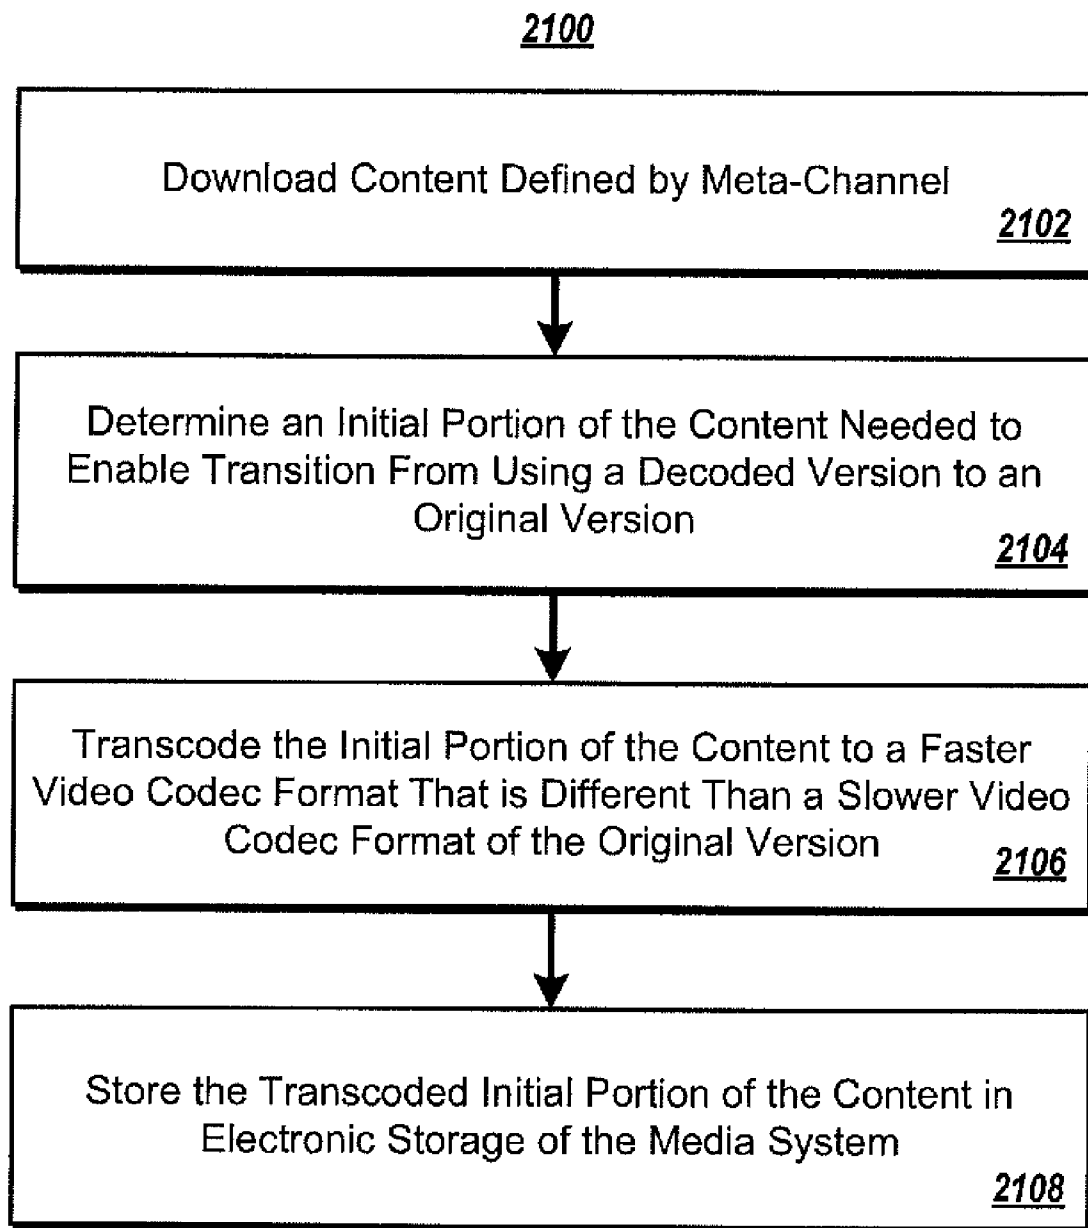 2100
Download Content Defined by Meta-Channel
2102
Determine an Initial Portion of the Content Needed to
Enable Transition From Using a Decoded Version to an
Original Version
2104
Transcode the Initial Portion of the Content to a Faster
Video Codec Format That is Different Than a Slower Video
Codec Format of the Original Version
2106
Store the Transcoded Initial Portion of the Content in
Electronic Storage of the Media System
2108